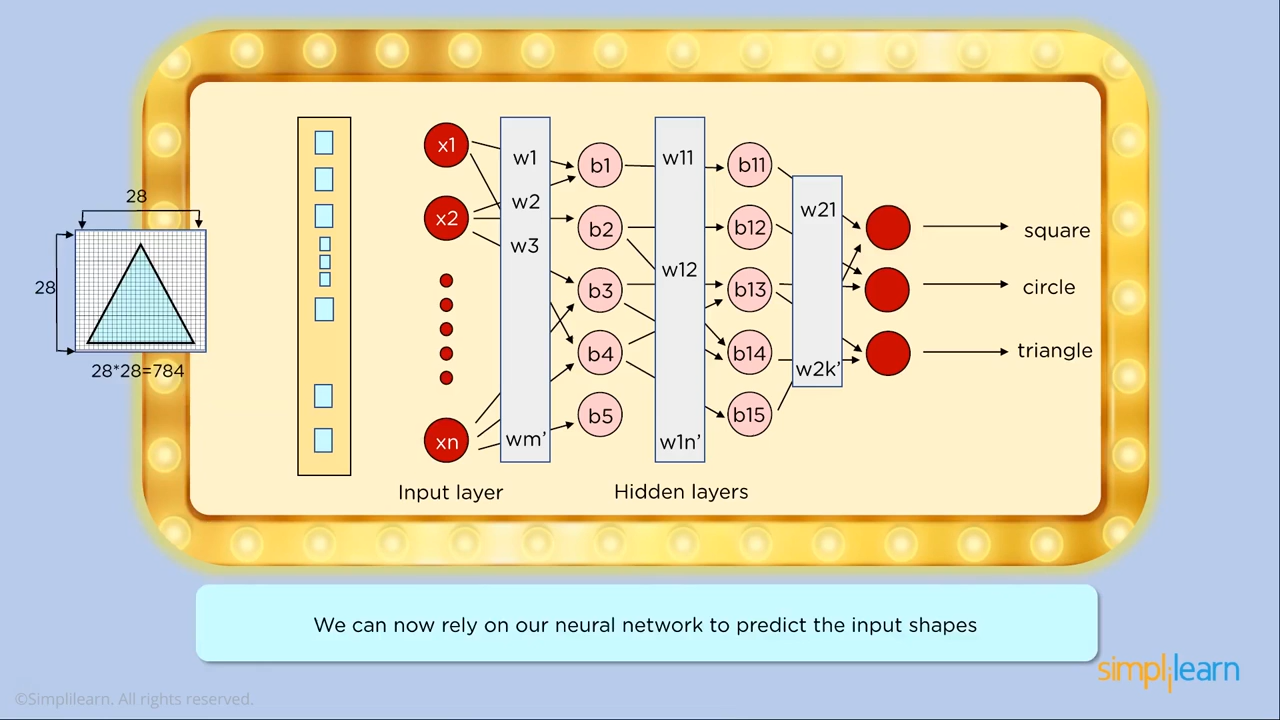 28
28
28*28=784
x1
x2
xn
w1
w2
w3
wm’
b1
b2
b3
b4
b5
w11
w12
w1n’
b11
b12
b13
b14
b15
w21
w2k’
square
circle
triangle
Input layer
Hidden layers
We can now rely on our neural network to predict the input shapes
simplilearn
©Simplilearn. All rights reserved.